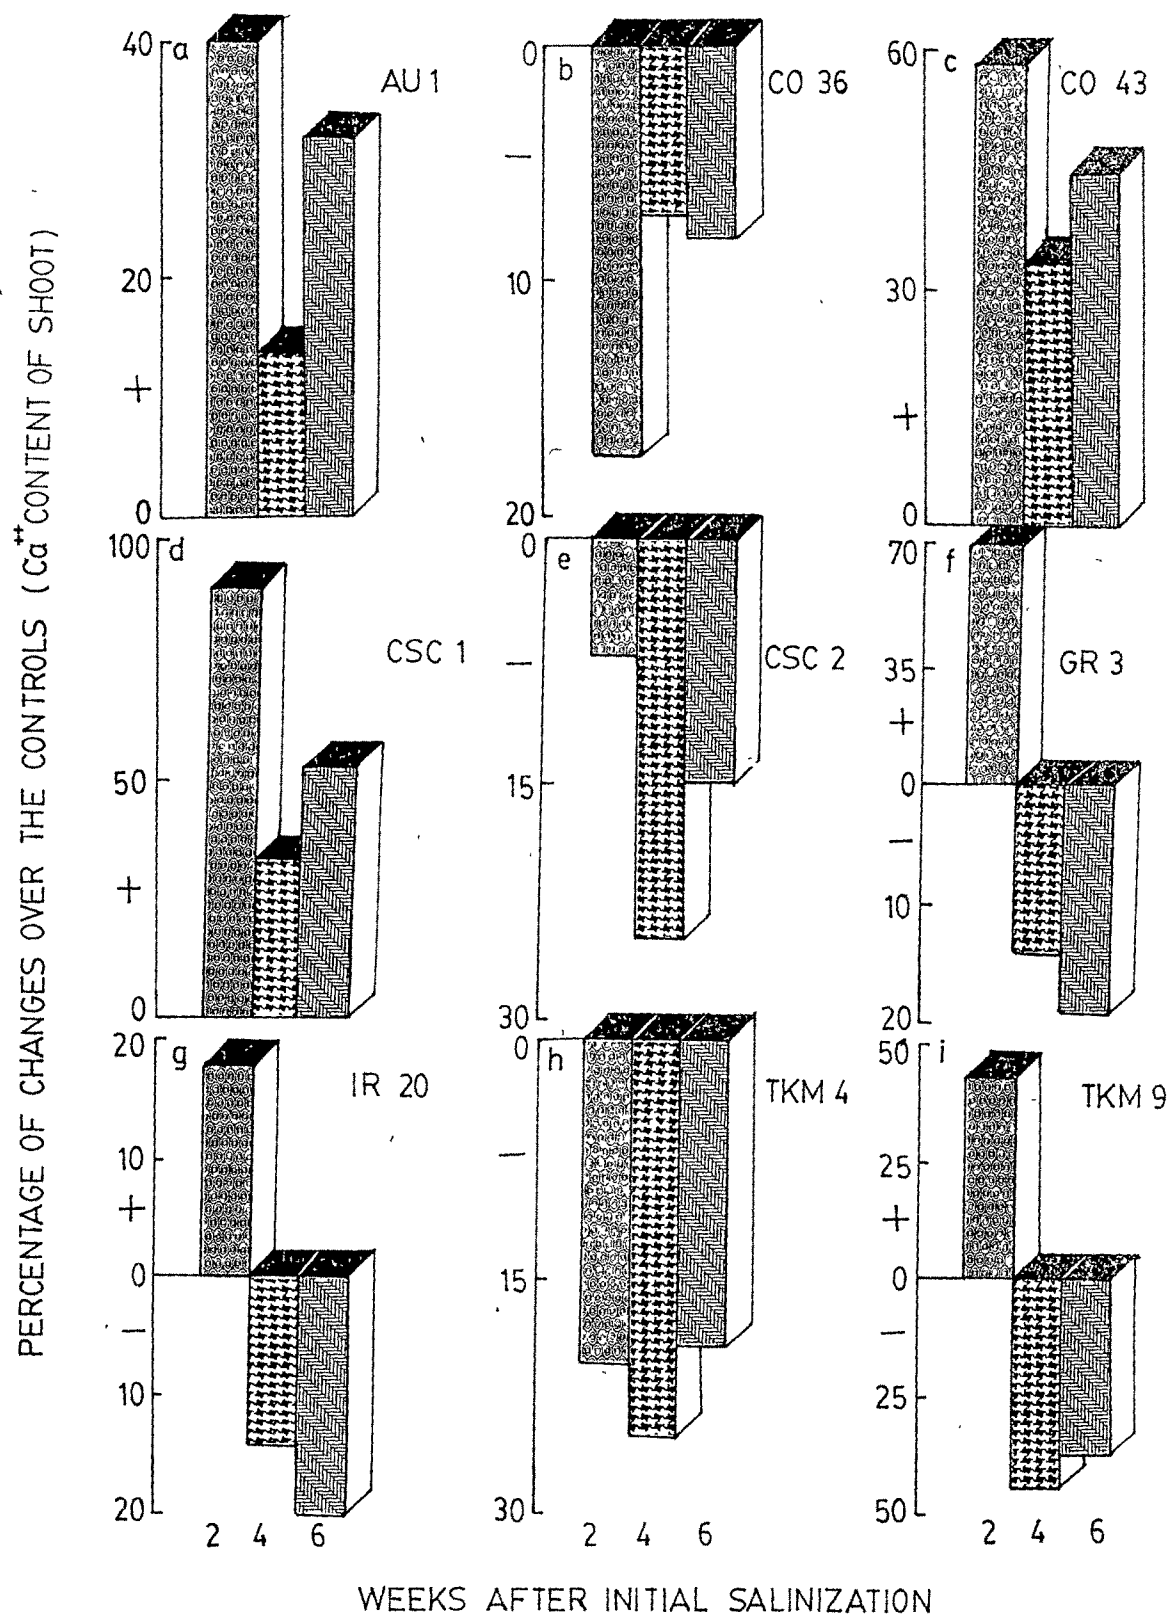 PERCENTAGE OF CHANGES OVER THE CONTROLS (Ca++ CONTENT OF SHOOT)
a
AU 1
40
20
+
0
b
CO 36
0
—
10
20
c
CO 43
60
30
+
0
d
CSC 1
100
50
+
0
e
CSC 2
0
—
15
30
f
GR 3
70
35
+
0
—
10
20
g
IR 20
20
10
+
0
—
10
20
2 4 6
h
TKM 4
0
—
15
30
2 4 6
i
TKM 9
50
25
+
0
—
25
50
2 4 6
WEEKS AFTER INITIAL SALINIZATION